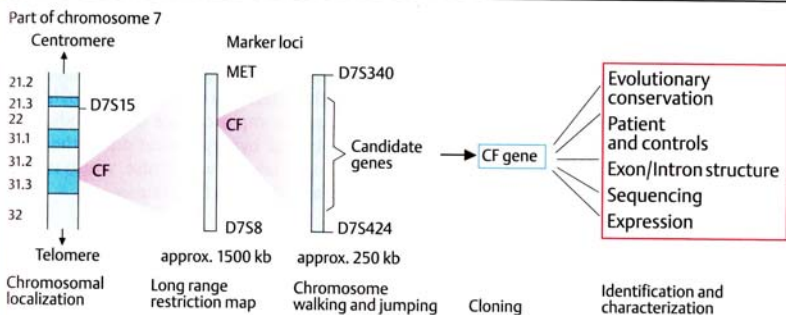 Part of chromosome 7
Centromere
21.2
21.3
22
31.1
31.2
31.3
32
D7S15
CF
Telomere
Chromosomal
localization
Marker loci
MET
CF
D7S8
approx. 1500 kb
Long range
restriction map
D7S340
Candidate
genes
D7S424
approx. 250 kb
Chromosome
walking and jumping
CF gene
Cloning
Evolutionary
conservation
Patient
and controls
Exon/Intron structure
Sequencing
Expression
Identification and
characterization